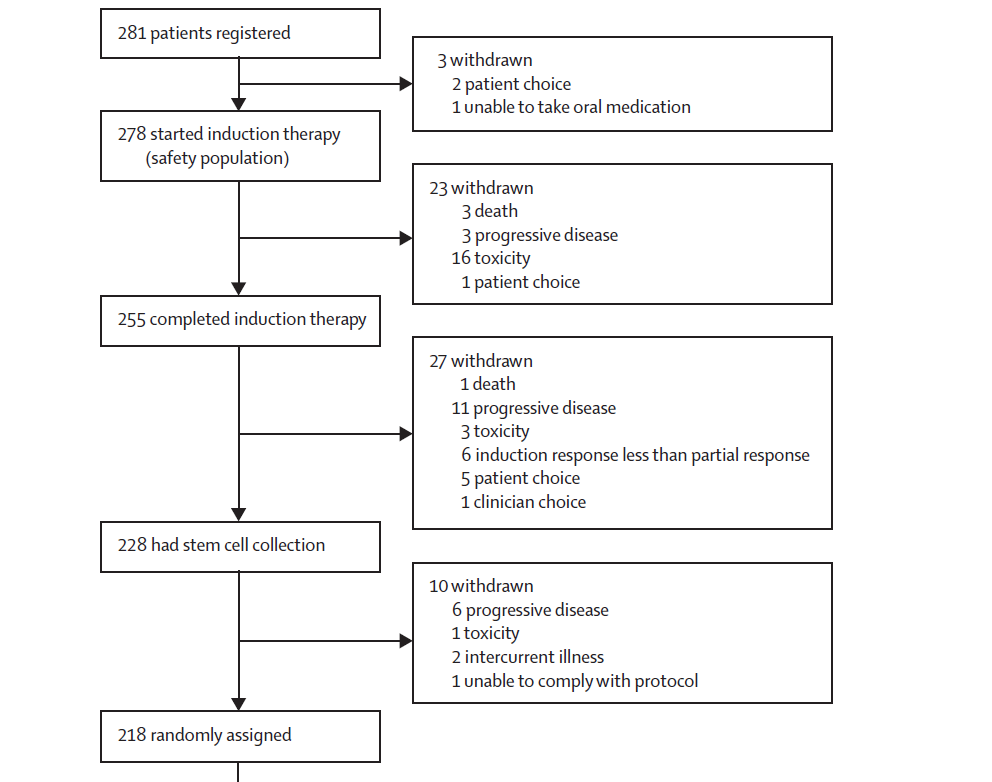 281 patients registered
3 withdrawn
2 patient choice
1 unable to take oral medication
278 started induction therapy
(safety population)
23 withdrawn
3 death
3 progressive disease
16 toxicity
1 patient choice
255 completed induction therapy
27 withdrawn
1 death
11 progressive disease
3 toxicity
6 induction response less than partial response
5 patient choice
1 clinician choice
228 had stem cell collection
10 withdrawn
6 progressive disease
1 toxicity
2 intercurrent illness
1 unable to comply with protocol
218 randomly assigned